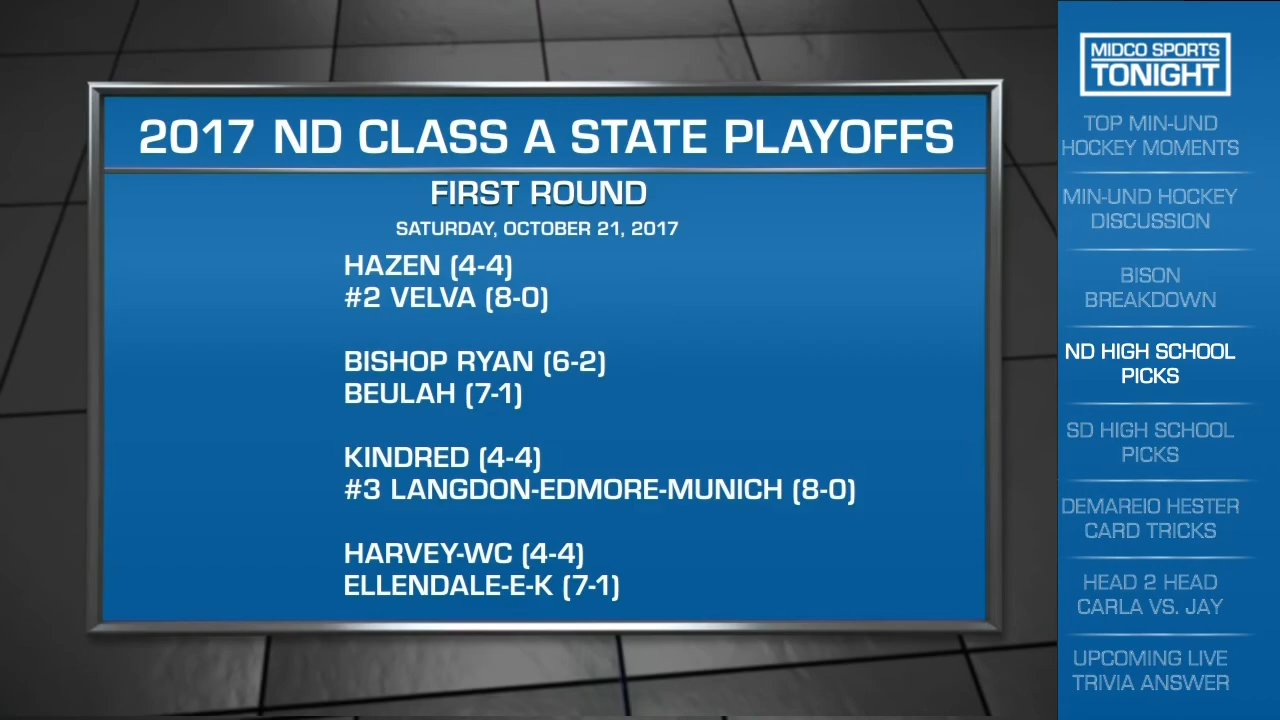 2017 ND CLASS A STATE PLAYOFFS
FIRST ROUND
SATURDAY, OCTOBER 21, 2017
HAZEN (4-4)
#2 VELVA (8-0)
BISHOP RYAN (6-2)
BEULAH (7-1)
KINDRED (4-4)
#3 LANGDON-EDMORE-MUNICH (8-0)
HARVEY-WC (4-4)
ELLENDALE-E-K (7-1)
MIDCO SPORTS
TONIGHT
TOP MIN-UND
HOCKEY MOMENTS
MIN-UND HOCKEY
DISCUSSION
BISON
BREAKDOWN
ND HIGH SCHOOL
PICKS
SD HIGH SCHOOL
PICKS
DEMAREIO HESTER
CARD TRICKS
HEAD 2 HEAD
CARLA VS. JAY
UPCOMING LIVE
TRIVIA ANSWER